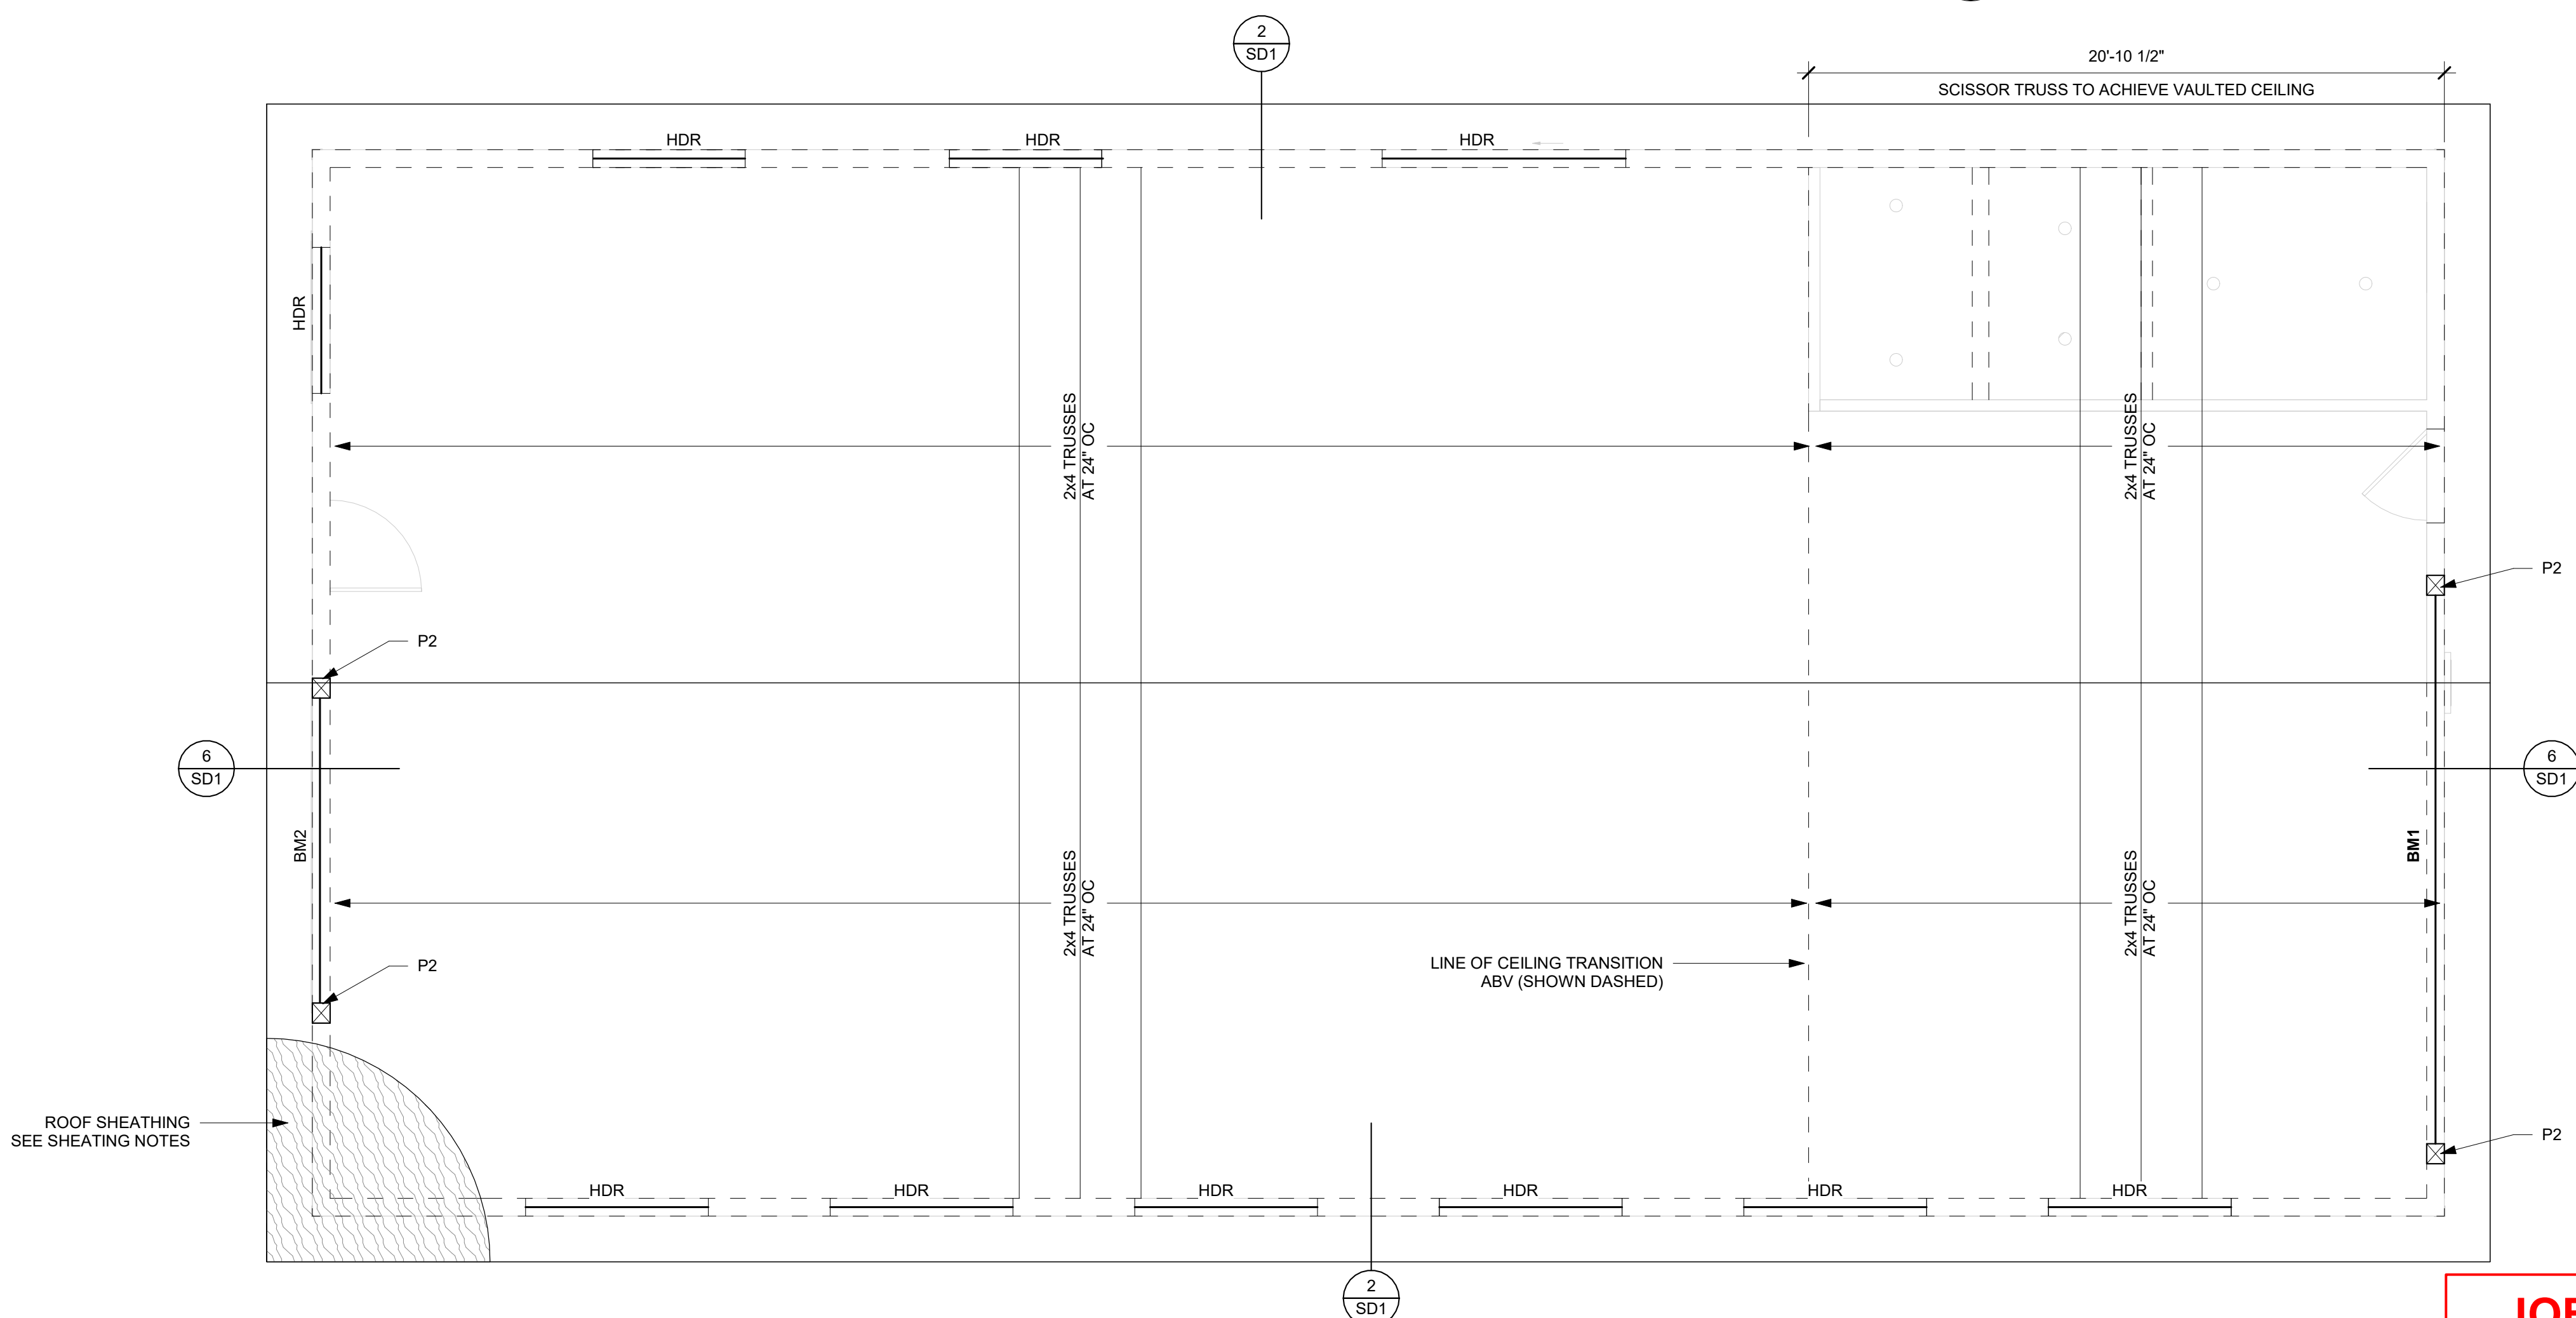 2
SD1
20'-10 1/2"
SCISSOR TRUSS TO ACHIEVE VAULTED CEILING
HDR
HDR
HDR
HDR
2x4 TRUSSES
AT 24" OC
2x4 TRUSSES
AT 24" OC
P2
P2
6
SD1
6
SD1
BM2
BM1
2x4 TRUSSES
AT 24" OC
2x4 TRUSSES
AT 24" OC
P2
LINE OF CEILING TRANSITION
ABV (SHOWN DASHED)
ROOF SHEATHING
SEE SHEATING NOTES
P2
HDR
HDR
HDR
HDR
HDR
HDR
2
SD1